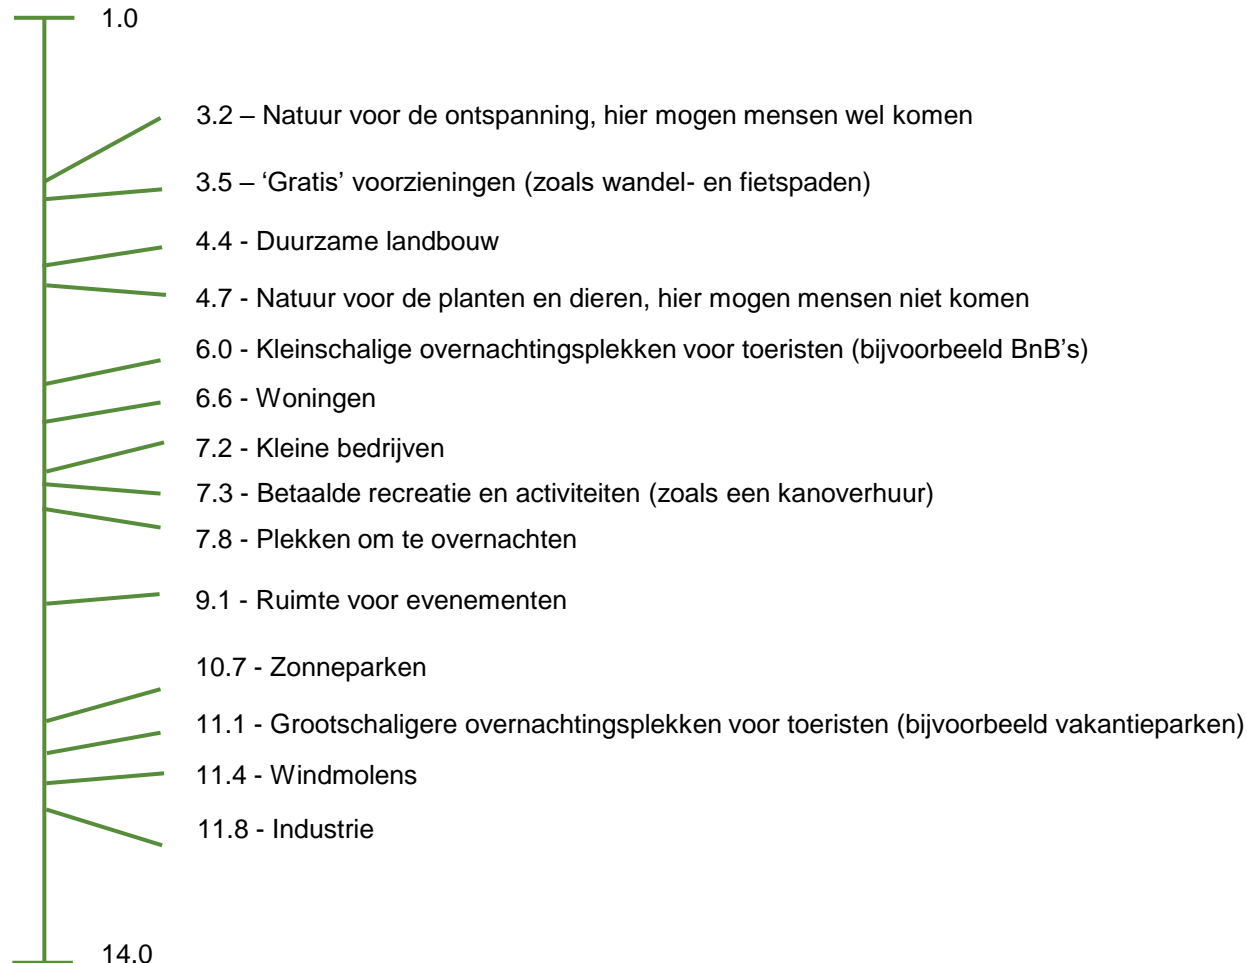 1.0
3.2 – Natuur voor de ontspanning, hier mogen mensen wel komen
3.5 – ‘Gratis’ voorzieningen (zoals wandel- en fietspaden)
4.4 - Duurzame landbouw
4.7 - Natuur voor de planten en dieren, hier mogen mensen niet komen
6.0 - Kleinschalige overnachtingsplekken voor toeristen (bijvoorbeeld BnB’s)
6.6 - Woningen
7.2 - Kleine bedrijven
7.3 - Betaalde recreatie en activiteiten (zoals een kanoverhuur)
7.8 - Plekken om te overnachten
9.1 - Ruimte voor evenementen
10.7 - Zonneparken
11.1 - Grootschaligere overnachtingsplekken voor toeristen (bijvoorbeeld vakantieparken)
11.4 - Windmolens
11.8 - Industrie
14.0